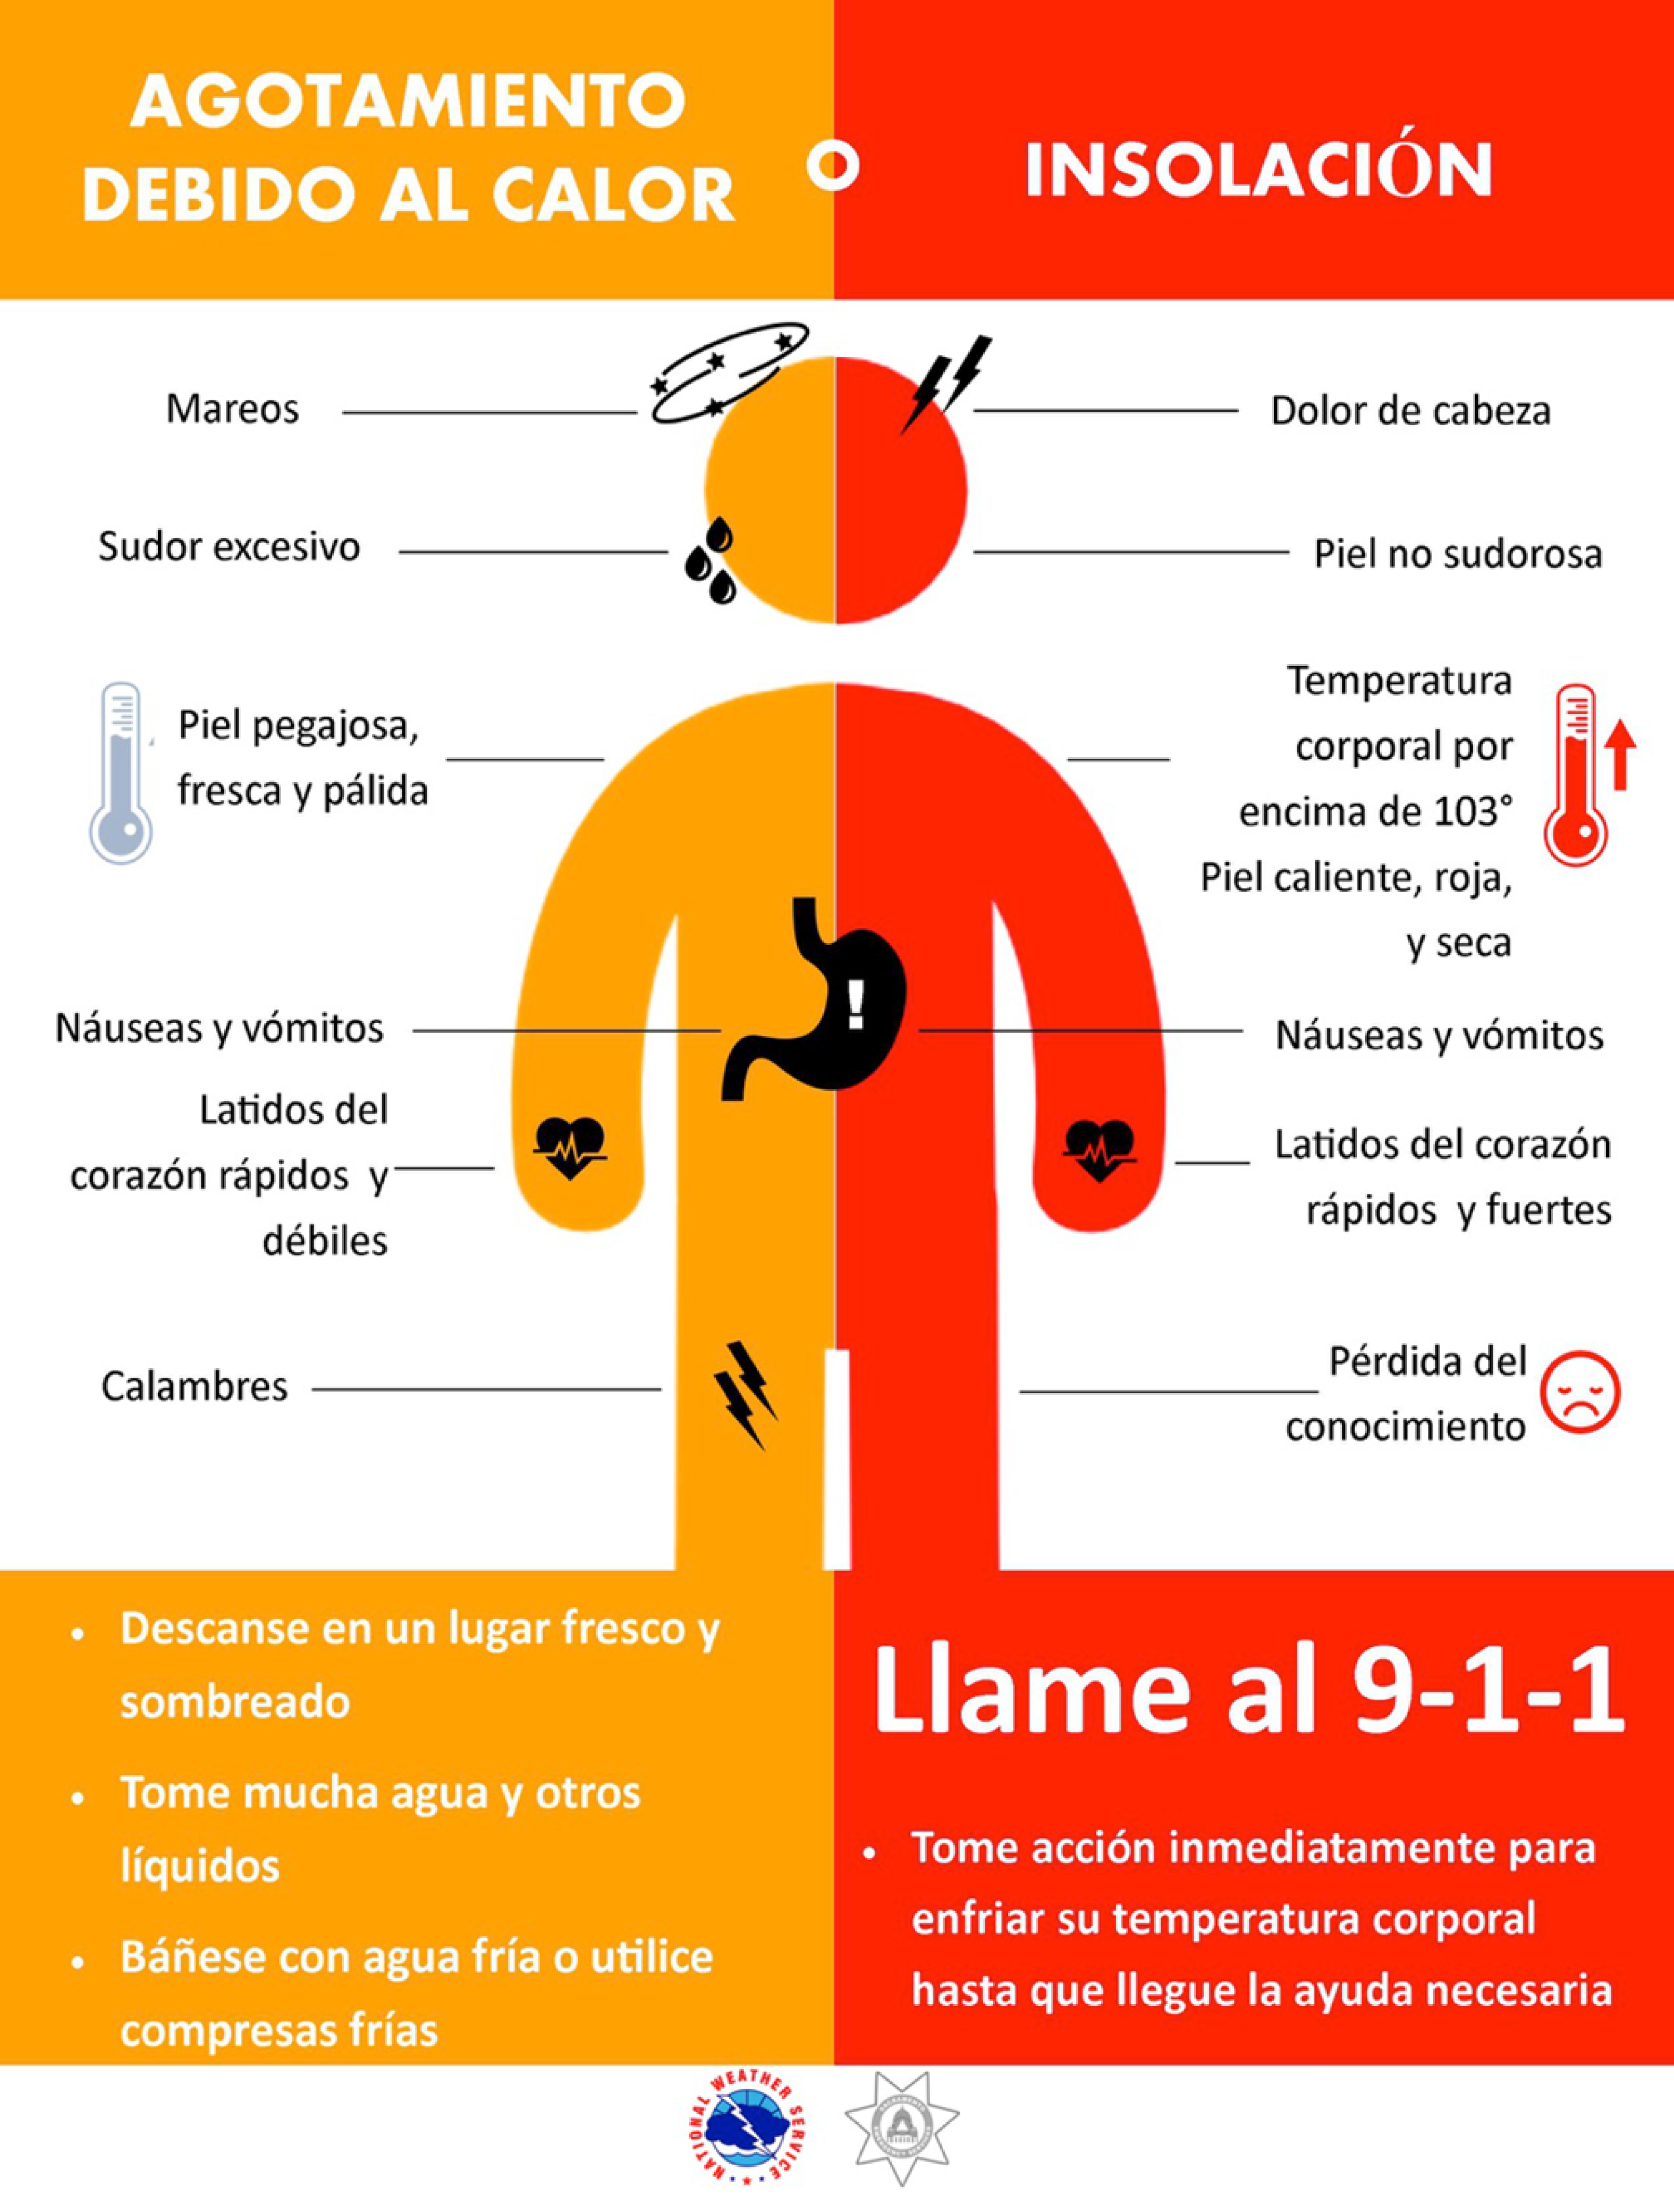 AGOTAMIENTO
DEBIDO AL CALOR
O
INSOLACIÓN
Mareos
Dolor de cabeza
Sudor excesivo
Piel no sudorosa
Piel pegajosa,
fresca y pálida
Temperatura
corporal por
encima de 103°
Piel caliente, roja,
y seca
Náuseas y vómitos
Náuseas y vómitos
Latidos del
corazón rápidos y
débiles
Latidos del corazón
rápidos y fuertes
Calambres
Pérdida del
conocimiento
!
• Descanse en un lugar fresco y
sombreado
• Tome mucha agua y otros
líquidos
• Báñese con agua fría o utilice
compresas frías
Llame al 9-1-1
• Tome acción inmediatamente para
enfriar su temperatura corporal
hasta que llegue la ayuda necesaria
NATIONAL WEATHER SERVICE